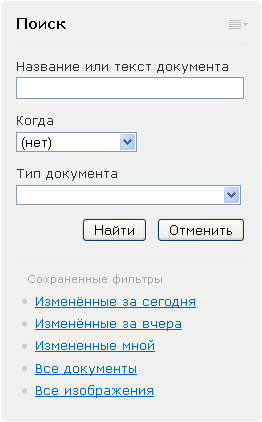 Поиск
Название или текст документа
Когда
(нет)
Тип документа
Найти Отменить
Сохраненные фильтры
Изменённые за сегодня
Изменённые за вчера
Измененные мной
Все документы
Все изображения